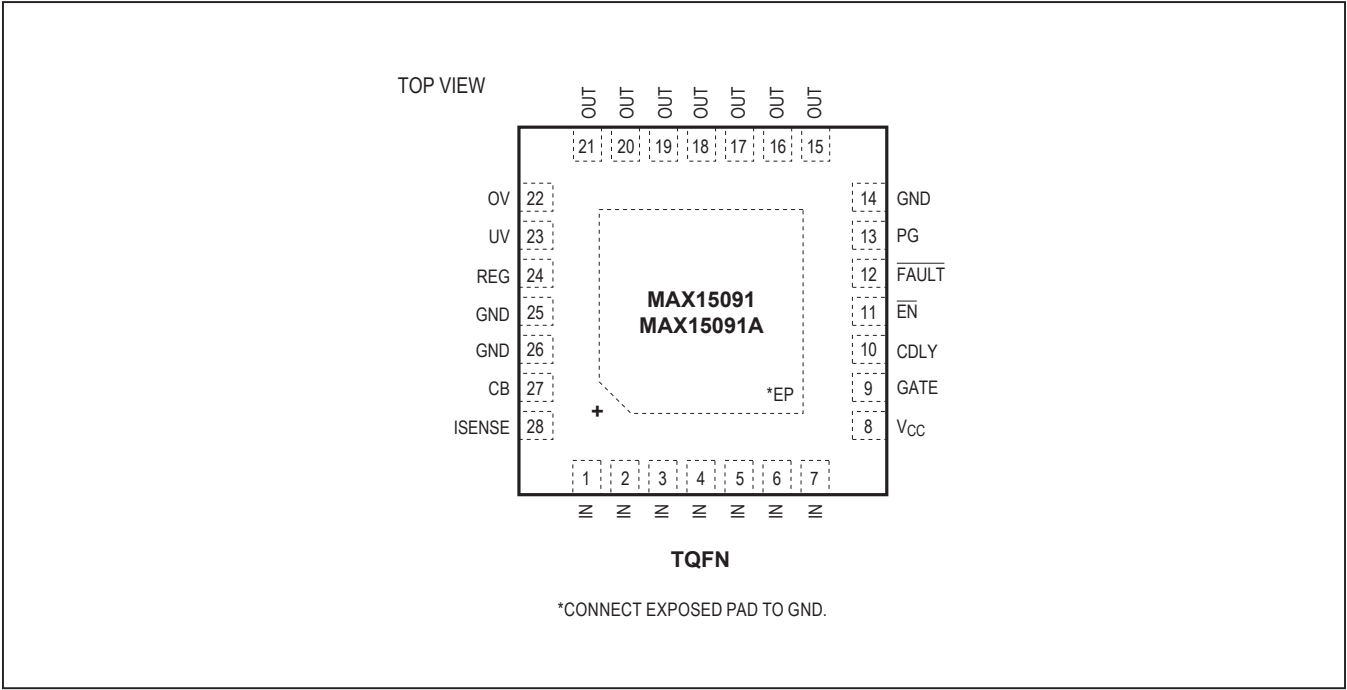 TOP VIEW
OUT OUT OUT OUT OUT OUT OUT
21 20 19 18 17 16 15
OV 22
UV 23
REG 24
GND 25
GND 26
CB 27
ISENSE 28
14 GND
13 PG
12 FAULT
11 EN
10 CDLY
9 GATE
8 VCC
MAX15091
MAX15091A
*EP
+
1 2 3 4 5 6 7
IN IN IN IN IN IN IN
TQFN
*CONNECT EXPOSED PAD TO GND.